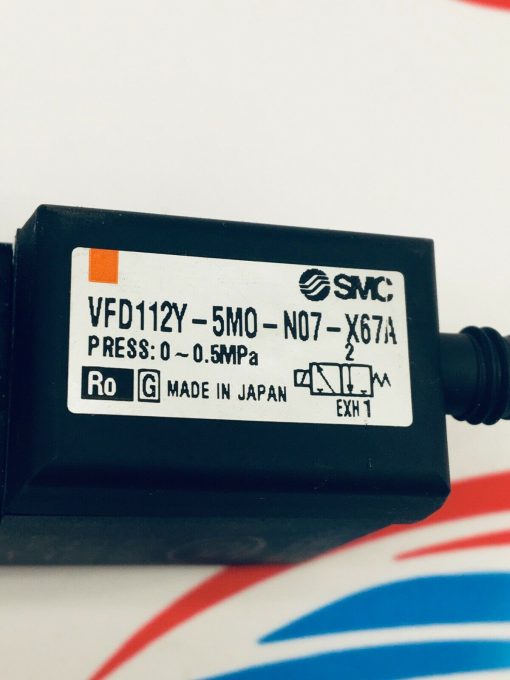 SMC
VFD112Y-5M0-N07-X67A
PRESS: 0 ~ 0.5MPa
2
Ro G MADE IN JAPAN
EXH 1